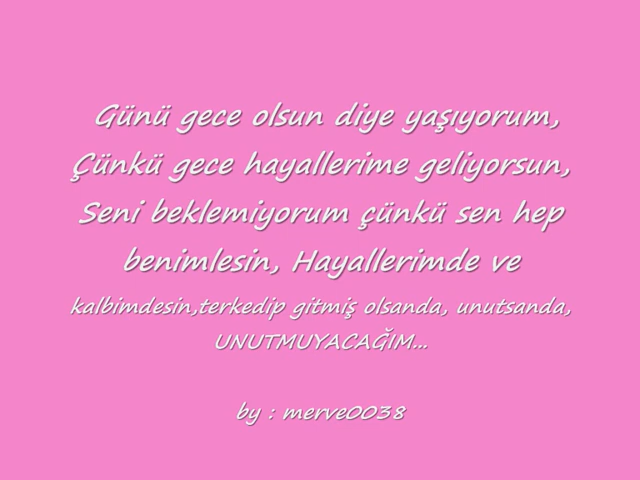 Günü gece olsun diye yaşıyorum,
Çünkü gece hayallerime geliyorsun,
Seni beklemiyorum çünkü sen hep
benimlesin, Hayallerimde ve
kalbimdesin,terkedip gitmiş olsanda, unutsanda,
UNUTMUYACAĞIM...
by : merve0038